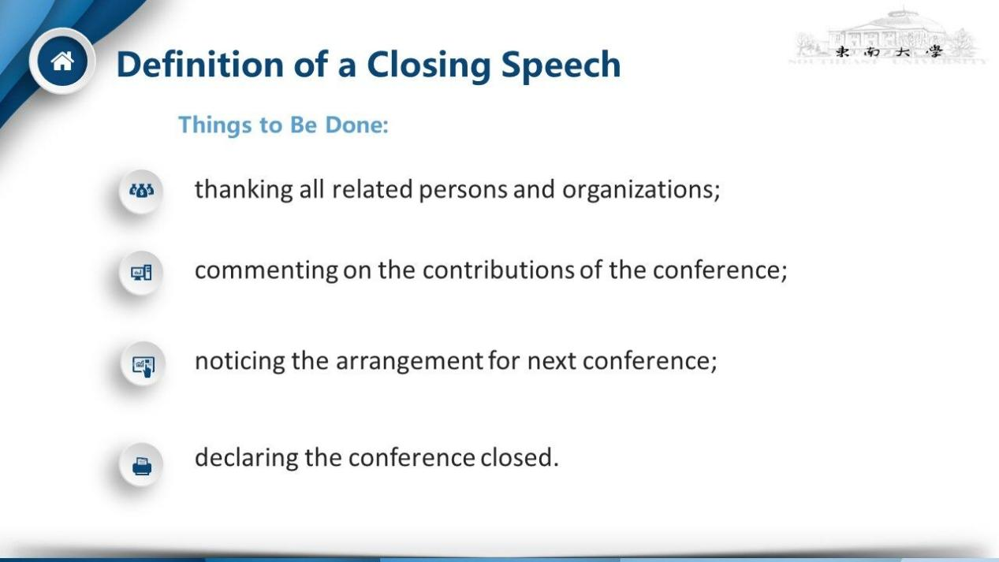 Definition of a Closing Speech
東南大學
SOUTHEAST UNIVERSITY
Things to Be Done:
thanking all related persons and organizations;
commenting on the contributions of the conference;
noticing the arrangement for next conference;
declaring the conference closed.